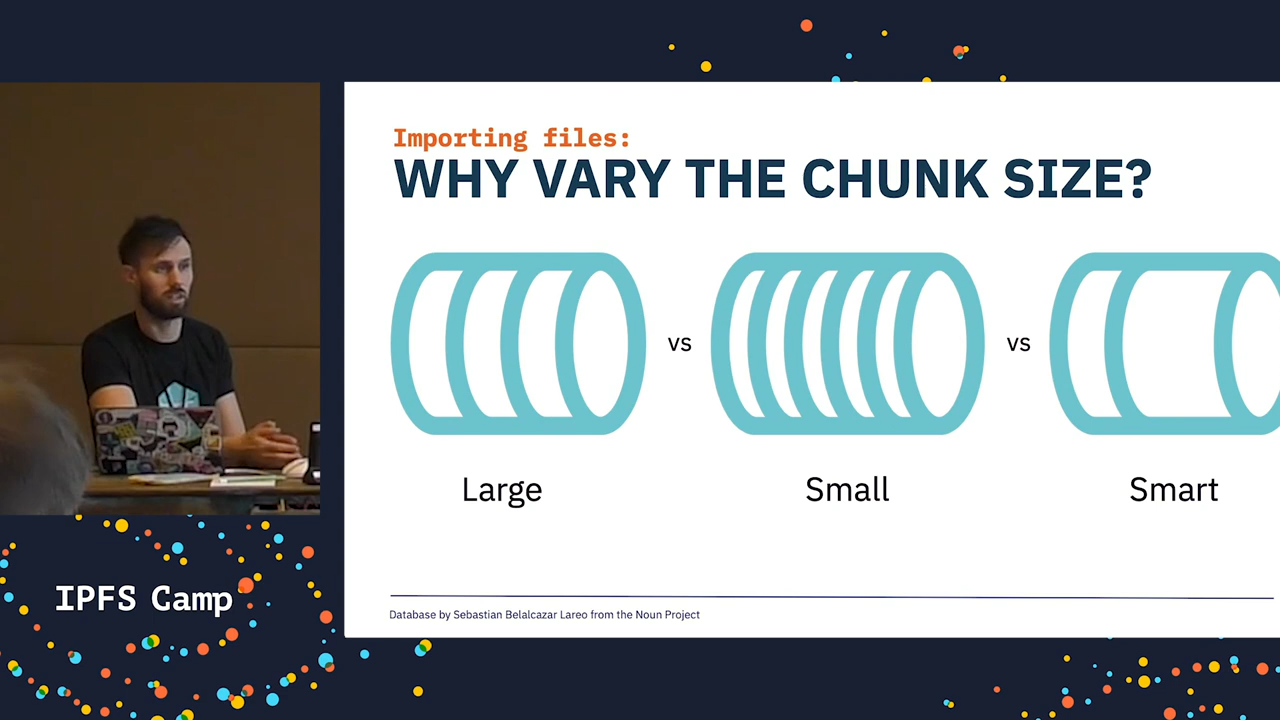 Importing files:
WHY VARY THE CHUNK SIZE?
vs
vs
Large
Small
Smart
Database by Sebastian Belalcazar Lareo from the Noun Project
IPFS Camp